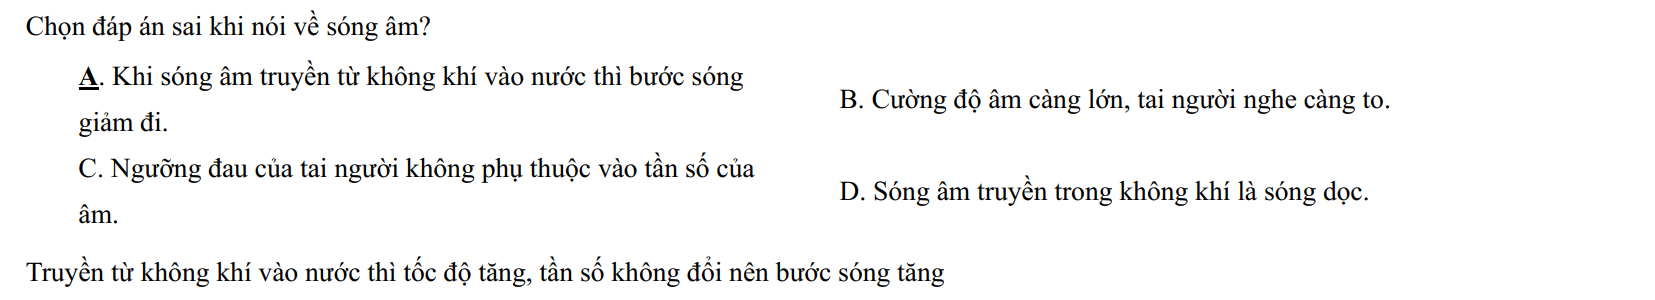 Chọn đáp án sai khi nói về sóng âm?
A. Khi sóng âm truyền từ không khí vào nước thì bước sóng
giảm đi.
B. Cường độ âm càng lớn, tai người nghe càng to.
C. Ngưỡng đau của tai người không phụ thuộc vào tần số của
âm.
D. Sóng âm truyền trong không khí là sóng dọc.
Truyền từ không khí vào nước thì tốc độ tăng, tần số không đổi nên bước sóng tăng